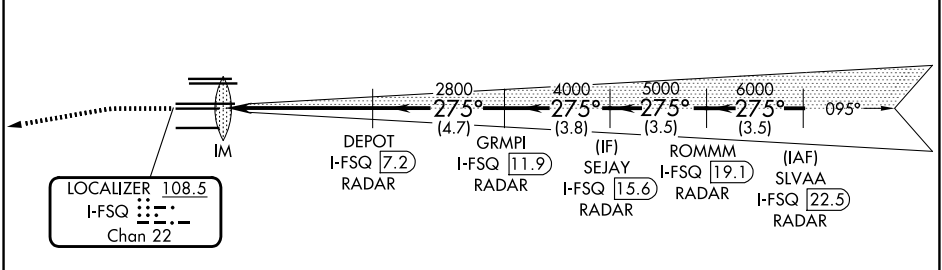 2800 4000 5000 6000
275° 275° 275° 275° 095°
(4.7) (3.8) (3.5) (3.5)
IM
DEPOT
I-FSQ 7.2
RADAR
GRMPI
I-FSQ 11.9
RADAR
(IF)
SEJAY
I-FSQ 15.6
RADAR
ROMMM
I-FSQ 19.1
RADAR
(IAF)
SLVAA
I-FSQ 22.5
RADAR
LOCALIZER 108.5
I-FSQ
Chan 22